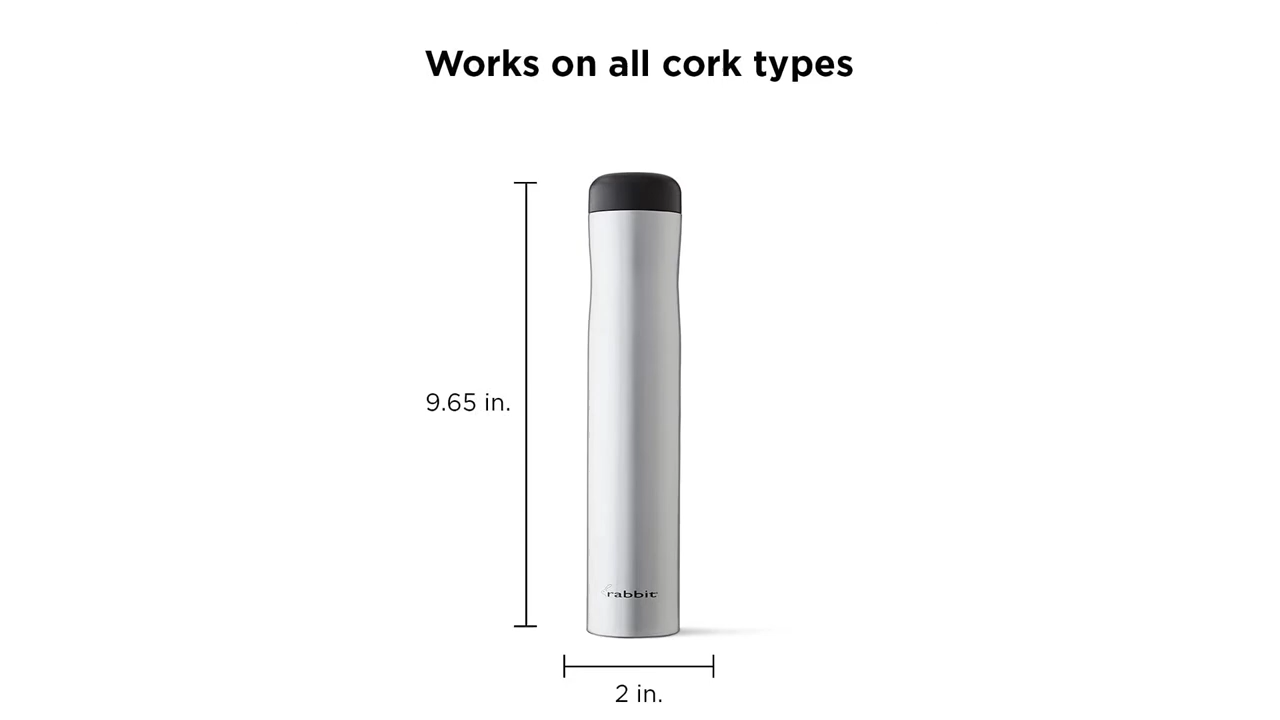 Works on all cork types
9.65 in.
rabbit
2 in.